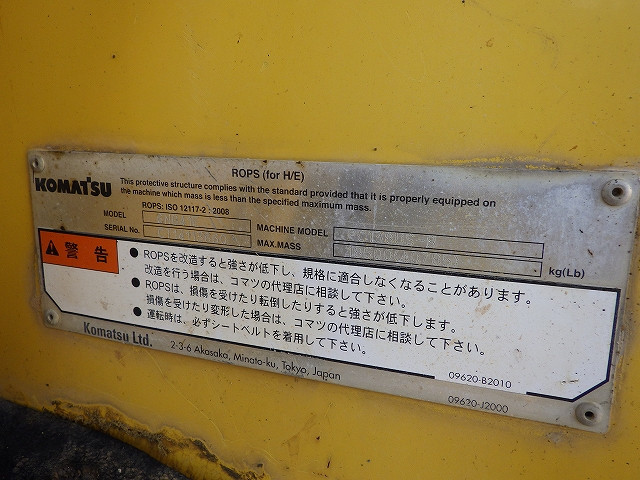 ROPS (for H/E)
KOMATSU
This protective structure complies with the standard provided that it is properly equipped on
the machine which mass is less than the specified maximum mass.
ROPS: ISO 12117-2 : 2008
MODEL
SERIAL No.
MACHINE MODEL
MAX.MASS
kg(Lb)
警告
● ROPSを改造すると強さが低下し、規格に適合しなくなることがあります。
改造を行う場合は、コマツの代理店に相談して下さい。
● ROPSは、損傷を受けたり転倒したりすると強さが低下します。
損傷を受けたり変形した場合は、コマツの代理店に相談して下さい。
● 運転時は、必ずシートベルトを着用して下さい。
09620-B2010
Komatsu Ltd.
2-3-6 Akasaka, Minato-ku, Tokyo, Japan
09620-J2000